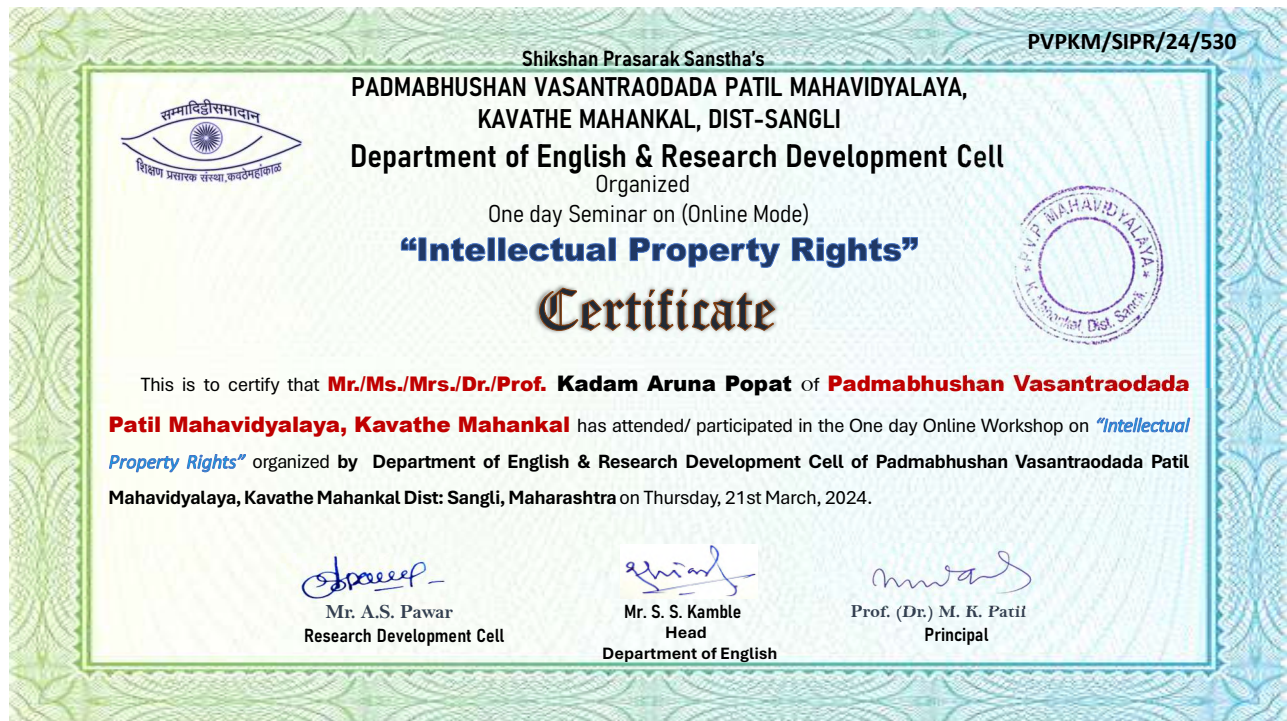 PVPKM/SIPR/24/530
Shikshan Prasarak Sanstha's
PADMABHUSHAN VASANTRAODADA PATIL MAHAVIDYALAYA,
KAVATHE MAHANKAL, DIST-SANGLI
Department of English & Research Development Cell
Organized
One day Seminar on (Online Mode)
“Intellectual Property Rights”
Certificate
सम्मादिट्ठीसमादान
शिक्षण प्रसारक संस्था,कवठेमहांकाळ
P.V.P. MAHAVIDYALAYA
K. Mahankal, Dist. Sangli.
This is to certify that Mr./Ms./Mrs./Dr./Prof. Kadam Aruna Popat of Padmabhushan Vasantraodada
Patil Mahavidyalaya, Kavathe Mahankal has attended/ participated in the One day Online Workshop on “Intellectual
Property Rights” organized by Department of English & Research Development Cell of Padmabhushan Vasantraodada Patil
Mahavidyalaya, Kavathe Mahankal Dist: Sangli, Maharashtra on Thursday, 21st March, 2024.
Mr. A.S. Pawar
Research Development Cell
Mr. S. S. Kamble
Head
Department of English
Prof. (Dr.) M. K. Patil
Principal